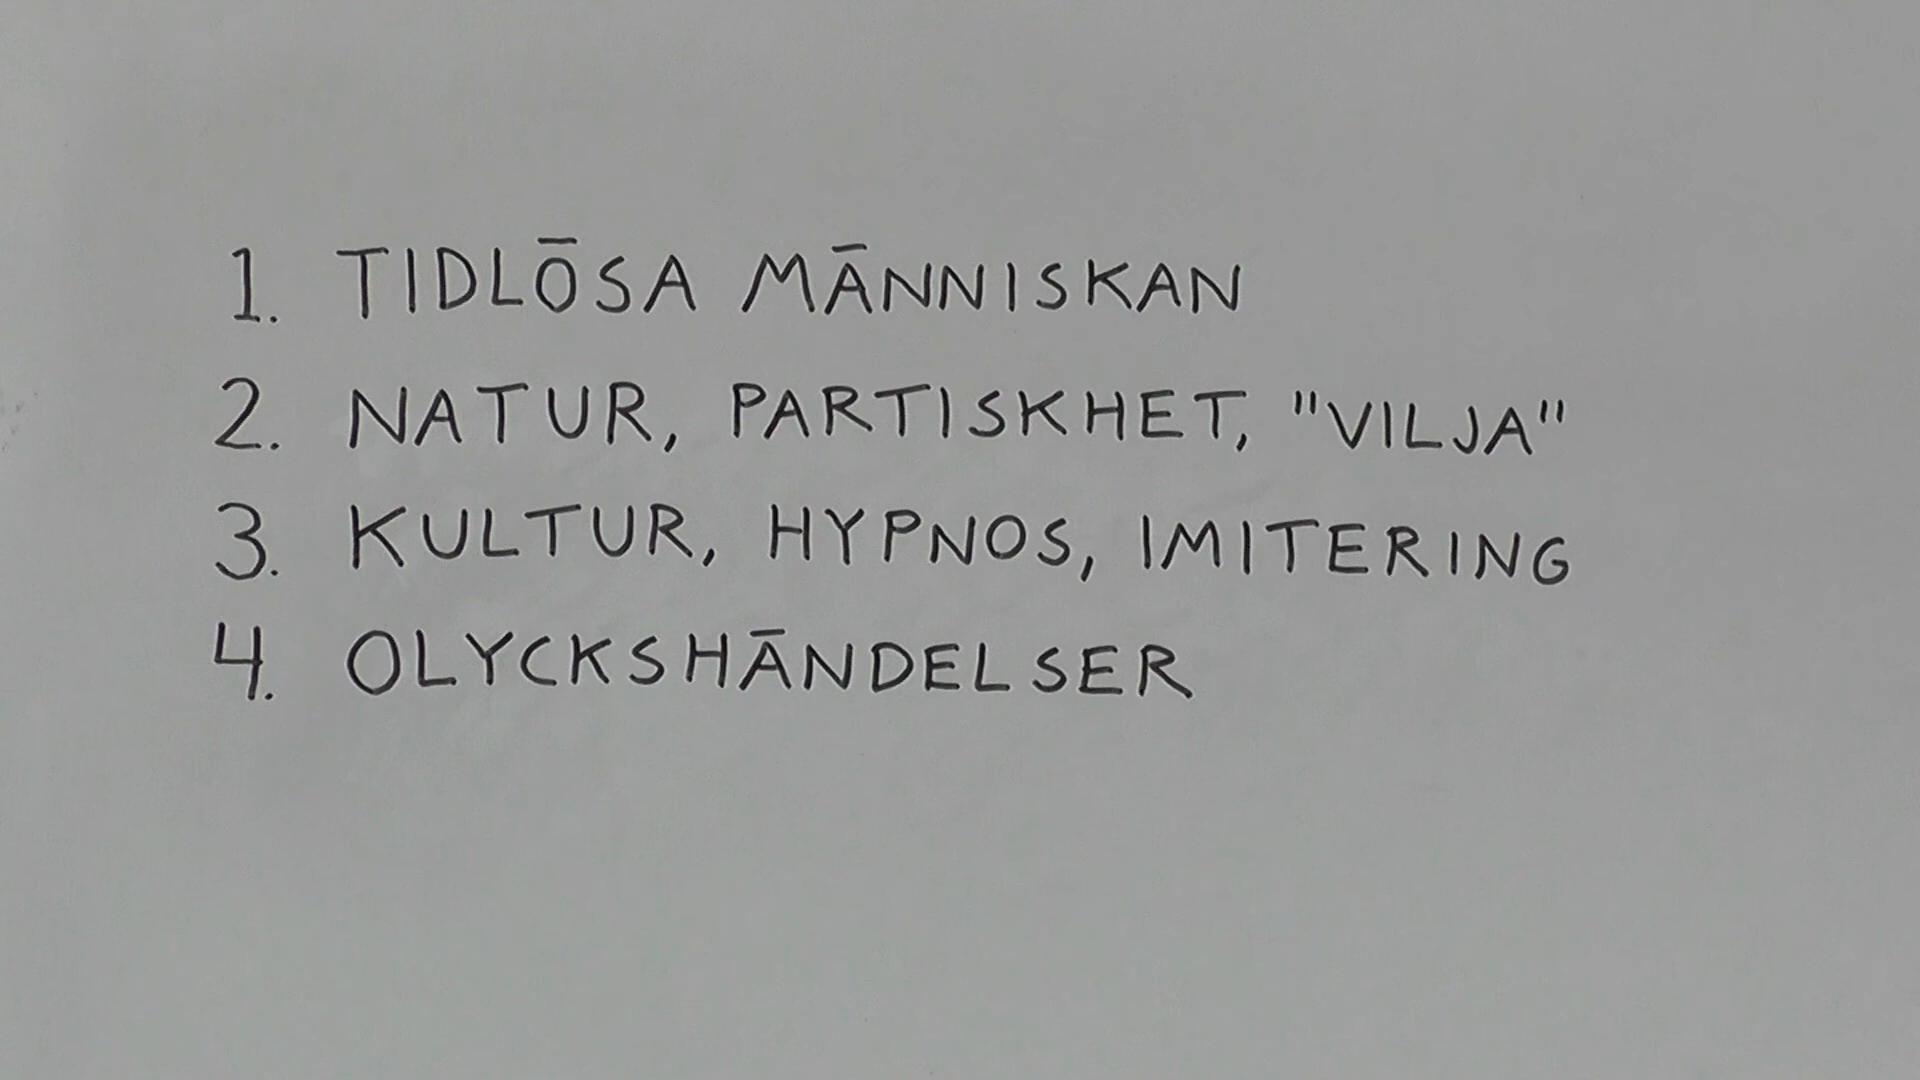 1. TIDLÖSA MÄNNISKAN
2. NATUR, PARTISKHET, "VILJA"
3. KULTUR, HYPNOS, IMITERING
4. OLYCKSHÄNDELSER